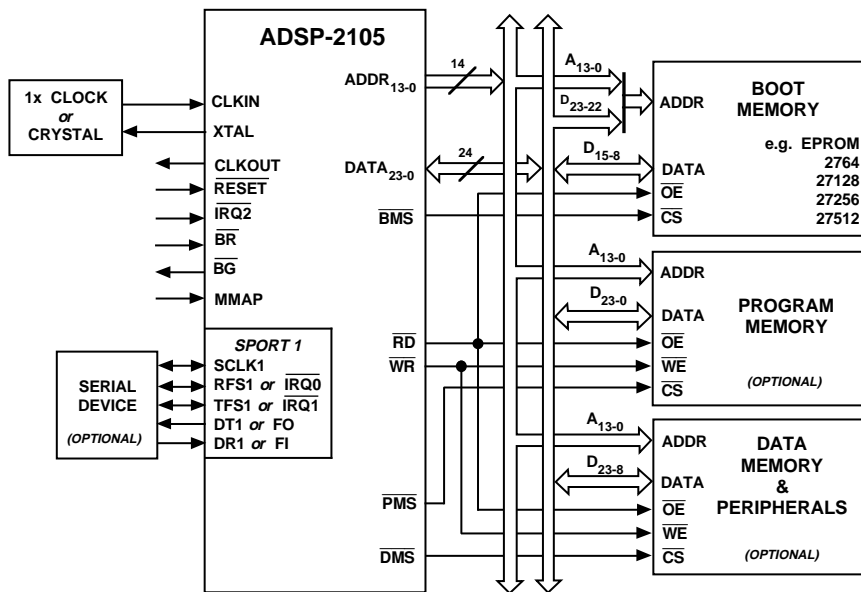 ADSP-2105
1x CLOCK
or
CRYSTAL
CLKIN
XTAL
CLKOUT
RESET
IRQ2
BR
BG
MMAP
SERIAL
DEVICE
(OPTIONAL)
SPORT 1
SCLK1
RFS1 or IRQ0
TFS1 or IRQ1
DT1 or FO
DR1 or FI
ADDR13-0
14
DATA23-0
24
BMS
RD
WR
PMS
DMS
A13-0
D23-22
D15-8
ADDR
DATA
OE
CS
BOOT
MEMORY
e.g. EPROM
2764
27128
27256
27512
A13-0
D23-0
ADDR
DATA
OE
WE
CS
PROGRAM
MEMORY
(OPTIONAL)
A13-0
D23-8
ADDR
DATA
OE
WE
CS
DATA
MEMORY
&
PERIPHERALS
(OPTIONAL)